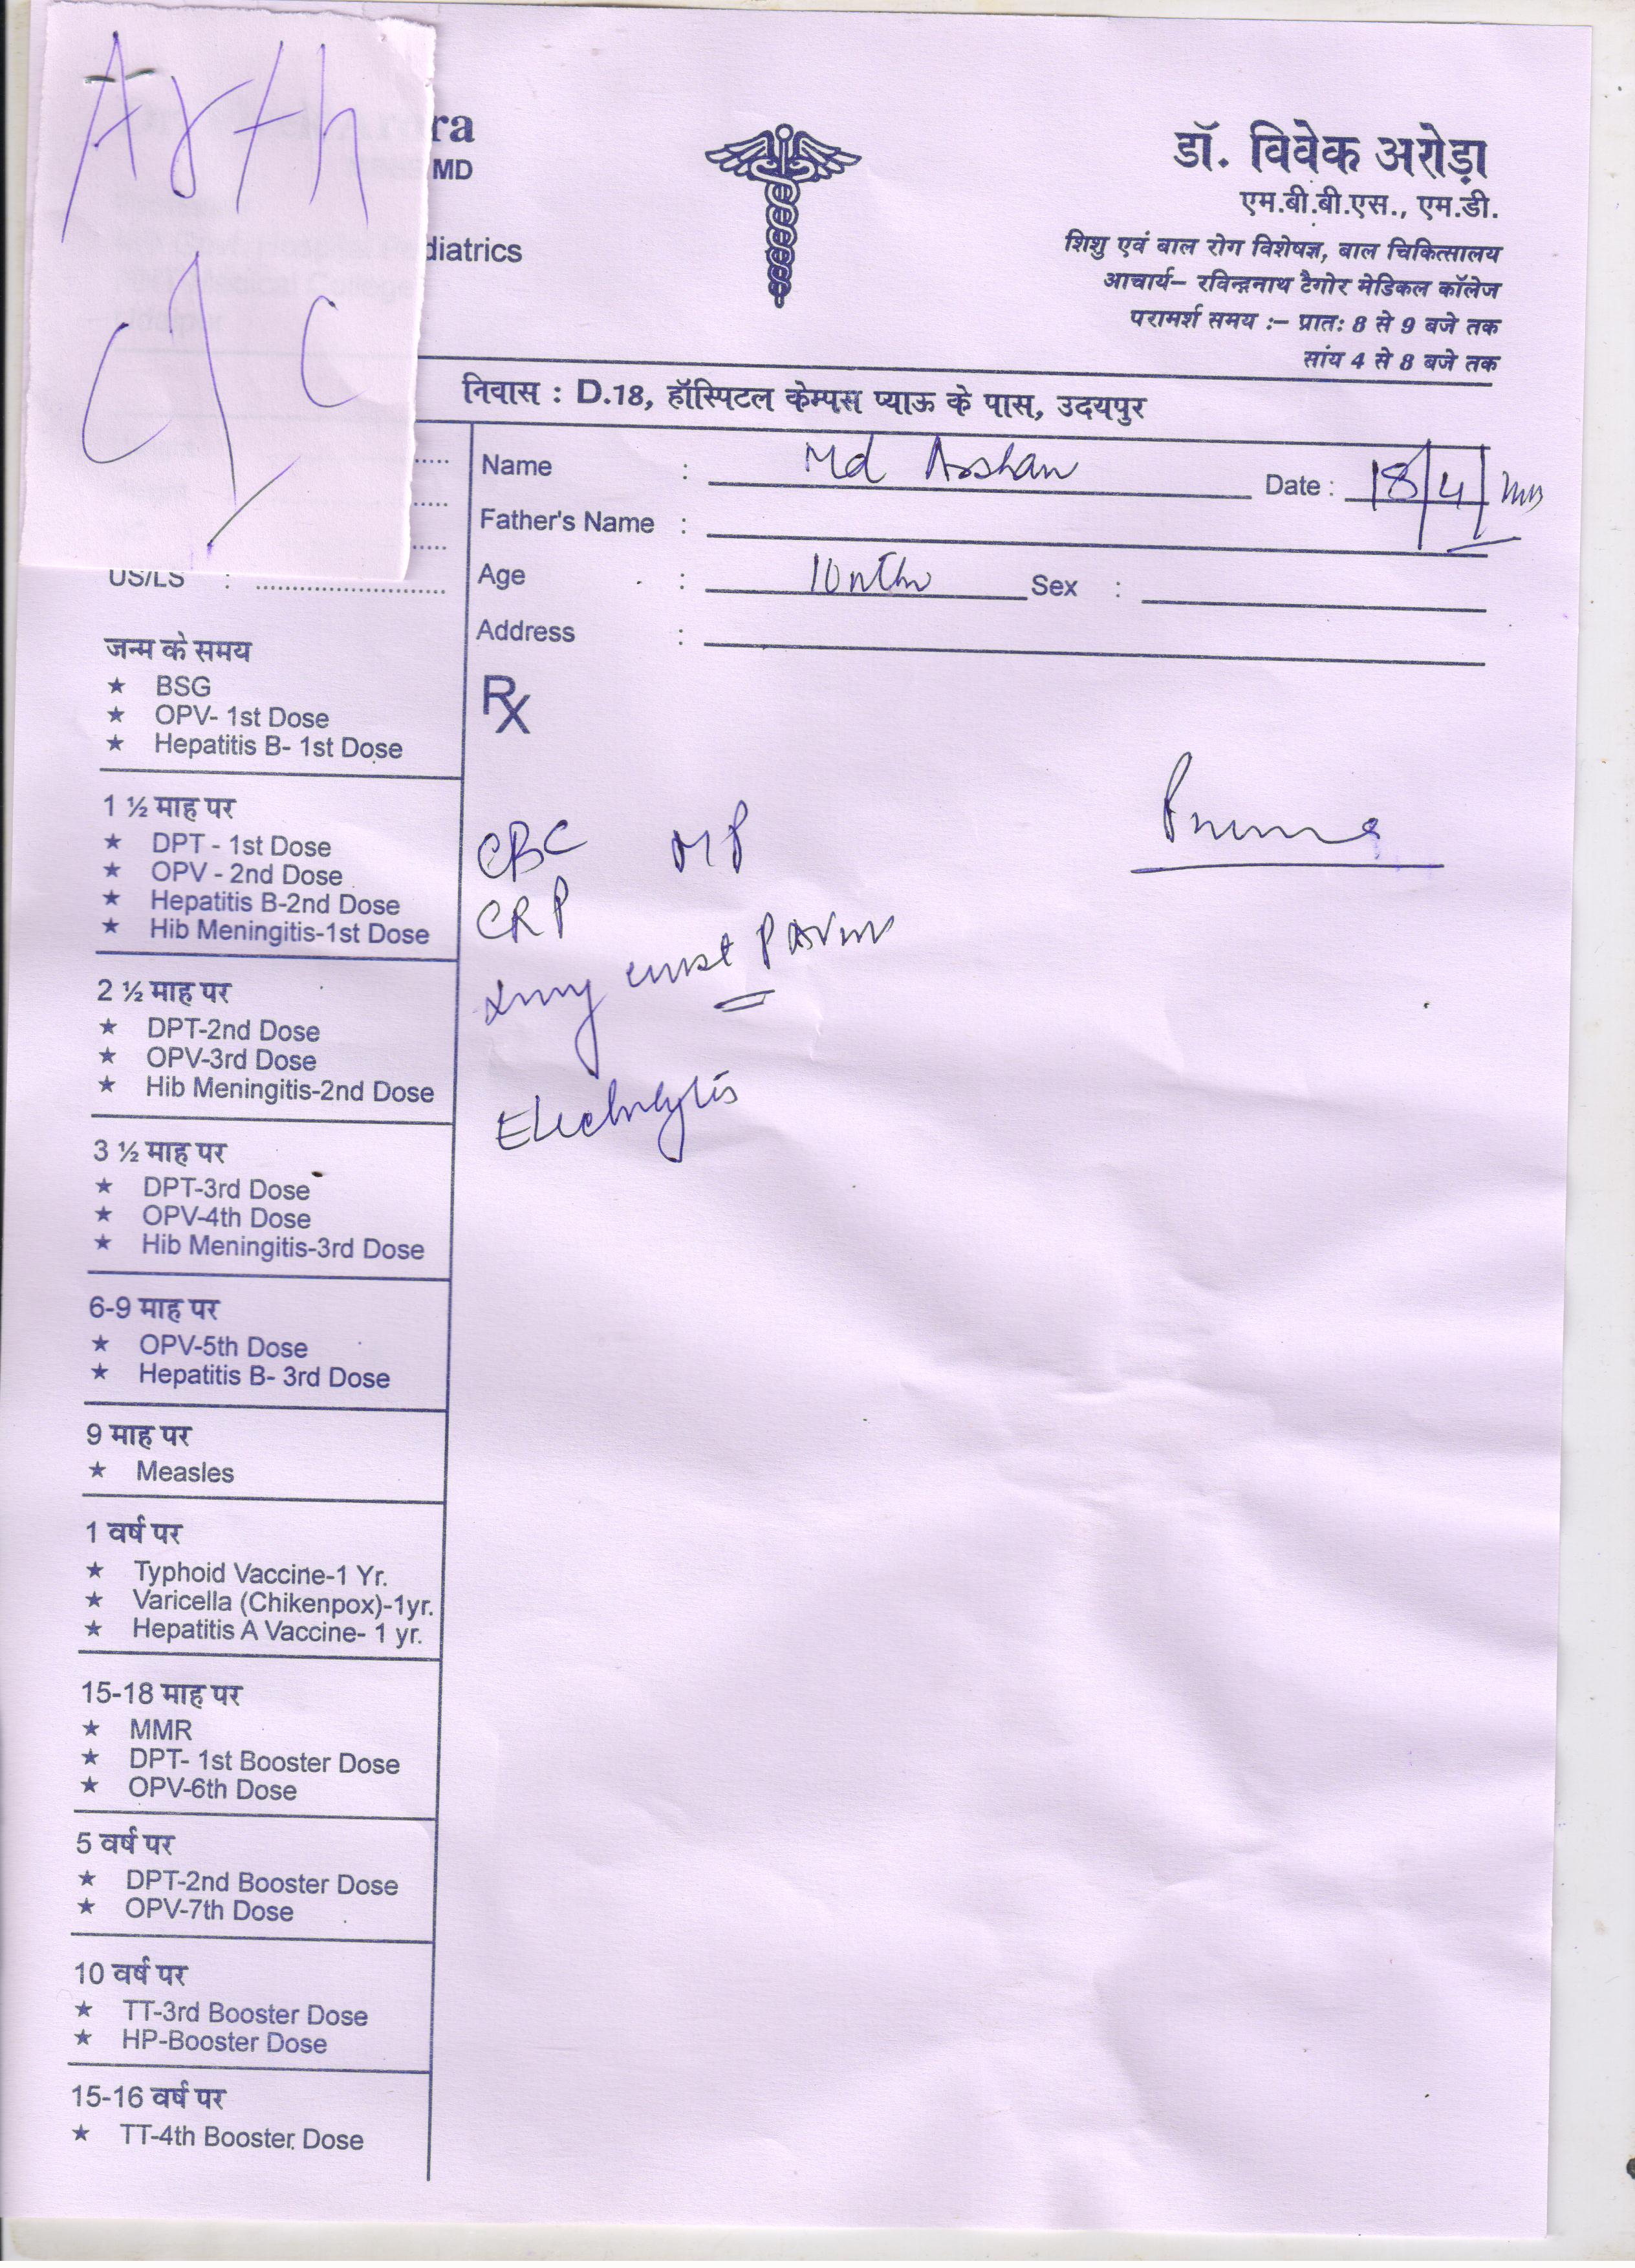 Arth
c/c
ra
MD
diatrics
डॉ. विवेक अरोड़ा
एम.बी.बी.एस., एम.डी.
शिशु एवं बाल रोग विशेषज्ञ, बाल चिकित्सालय
आचार्य– रविन्द्रनाथ टैगोर मेडिकल कॉलेज
परामर्श समय :– प्रातः 8 से 9 बजे तक
सांय 4 से 8 बजे तक
निवास : D.18, हॉस्पिटल केम्पस प्याऊ के पास, उदयपुर
Name : Md Arshan Date : 18/4/
Father's Name :
Age : 10 Sex :
Address :
US/LS :
जन्म के समय
★ BSG
★ OPV- 1st Dose
★ Hepatitis B- 1st Dose
1 ½ माह पर
★ DPT - 1st Dose
★ OPV - 2nd Dose
★ Hepatitis B-2nd Dose
★ Hib Meningitis-1st Dose
2 ½ माह पर
★ DPT-2nd Dose
★ OPV-3rd Dose
★ Hib Meningitis-2nd Dose
3 ½ माह पर
★ DPT-3rd Dose
★ OPV-4th Dose
★ Hib Meningitis-3rd Dose
6-9 माह पर
★ OPV-5th Dose
★ Hepatitis B- 3rd Dose
9 माह पर
★ Measles
1 वर्ष पर
★ Typhoid Vaccine-1 Yr.
★ Varicella (Chikenpox)-1yr.
★ Hepatitis A Vaccine- 1 yr.
15-18 माह पर
★ MMR
★ DPT- 1st Booster Dose
★ OPV-6th Dose
5 वर्ष पर
★ DPT-2nd Booster Dose
★ OPV-7th Dose
10 वर्ष पर
★ TT-3rd Booster Dose
★ HP-Booster Dose
15-16 वर्ष पर
★ TT-4th Booster Dose
Rx
CBC MP
CRP
Electrolytis